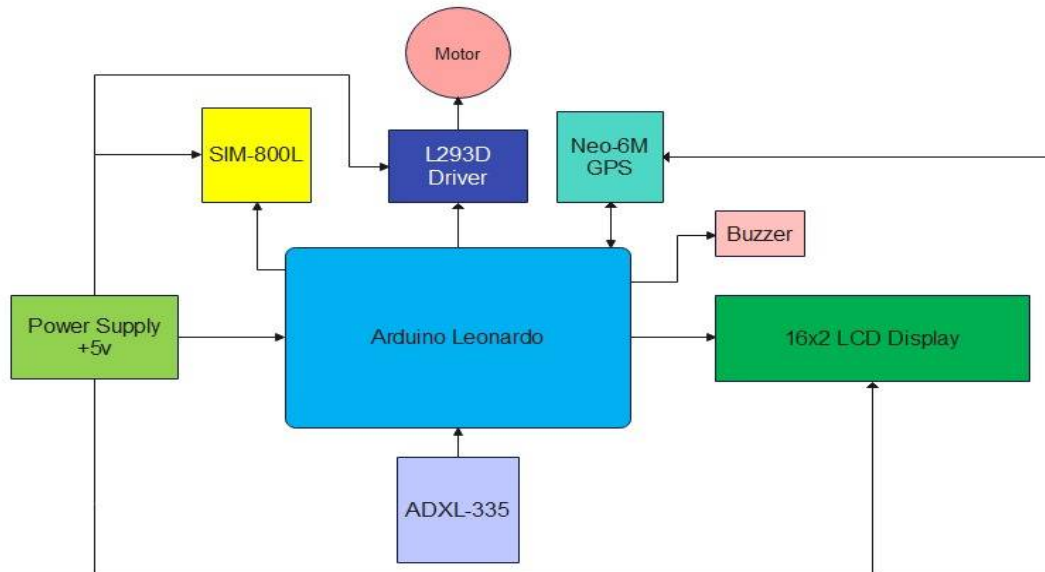 Motor
SIM-800L
L293D
Driver
Neo-6M
GPS
Buzzer
Power Supply
+5v
Arduino Leonardo
16x2 LCD Display
ADXL-335